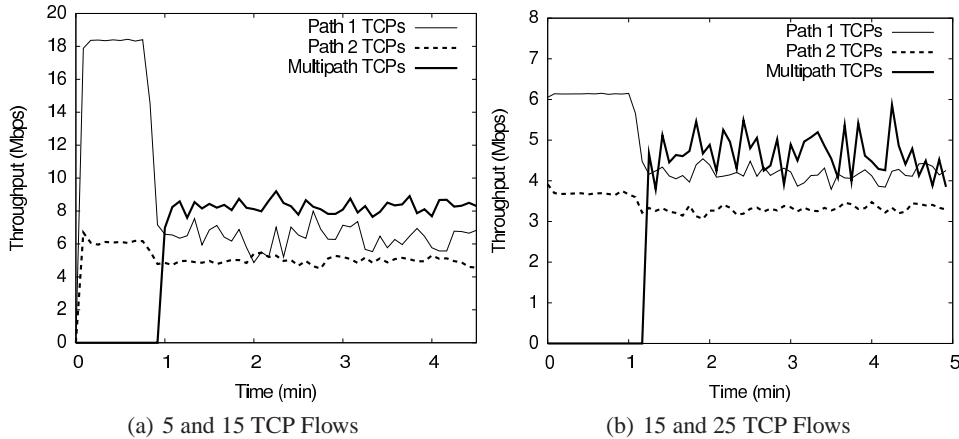 20
18
16
14
12
10
8
6
4
2
0
Throughput (Mbps)
Path 1 TCPs
Path 2 TCPs
Multipath TCPs
0 1 2 3 4
Time (min)
(a) 5 and 15 TCP Flows
8
7
6
5
4
3
2
1
0
Throughput (Mbps)
Path 1 TCPs
Path 2 TCPs
Multipath TCPs
0 1 2 3 4 5
Time (min)
(b) 15 and 25 TCP Flows